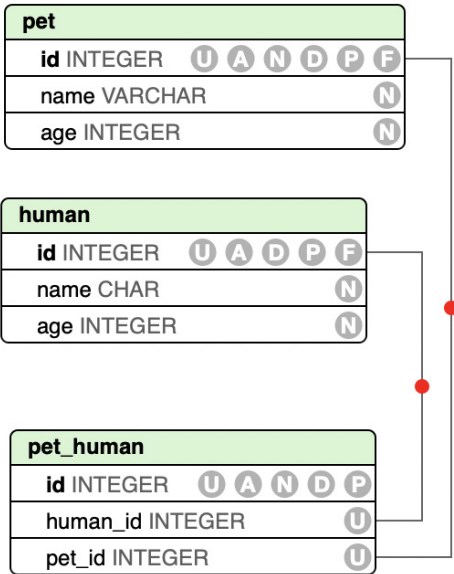 pet
id INTEGER U A N D P F
name VARCHAR N
age INTEGER N
human
id INTEGER U A D P F
name CHAR N
age INTEGER N
pet_human
id INTEGER U A N D P
human_id INTEGER U
pet_id INTEGER U